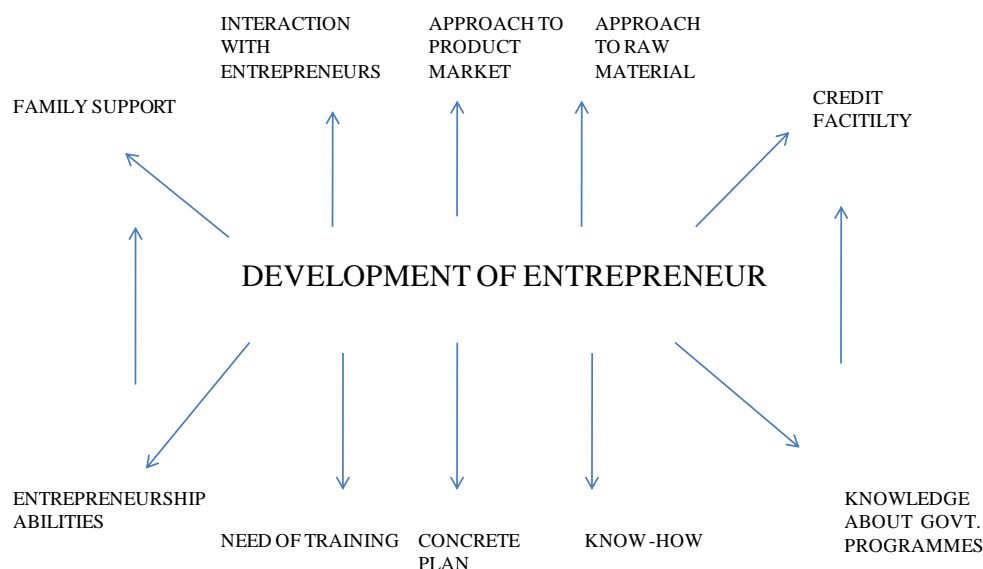 INTERACTION
WITH
ENTREPRENEURS
APPROACH TO
PRODUCT
MARKET
APPROACH
TO RAW
MATERIAL
FAMILY SUPPORT
CREDIT
FACITILTY
DEVELOPMENT OF ENTREPRENEUR
ENTREPRENEURSHIP
ABILITIES
NEED OF TRAINING
CONCRETE
PLAN
KNOW-HOW
KNOWLEDGE
ABOUT GOVT.
PROGRAMMES